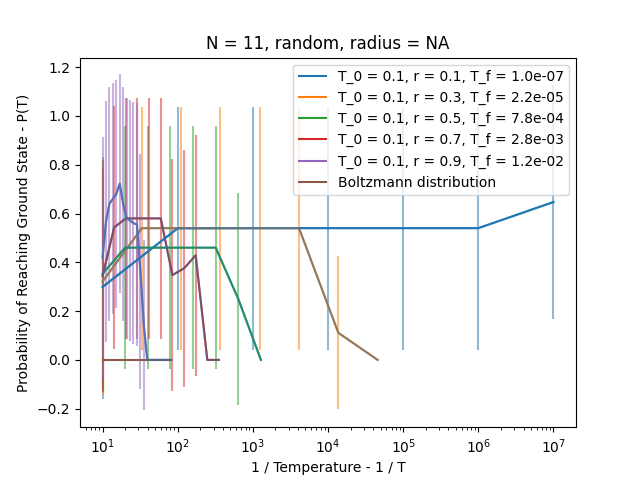 N = 11, random, radius = NA
T_0 = 0.1, r = 0.1, T_f = 1.0e-07
T_0 = 0.1, r = 0.3, T_f = 2.2e-05
T_0 = 0.1, r = 0.5, T_f = 7.8e-04
T_0 = 0.1, r = 0.7, T_f = 2.8e-03
T_0 = 0.1, r = 0.9, T_f = 1.2e-02
Boltzmann distribution
Probability of Reaching Ground State - P(T)
1.2
1.0
0.8
0.6
0.4
0.2
0.0
−0.2
10¹ 10² 10³ 10⁴ 10⁵ 10⁶ 10⁷
1 / Temperature - 1 / T